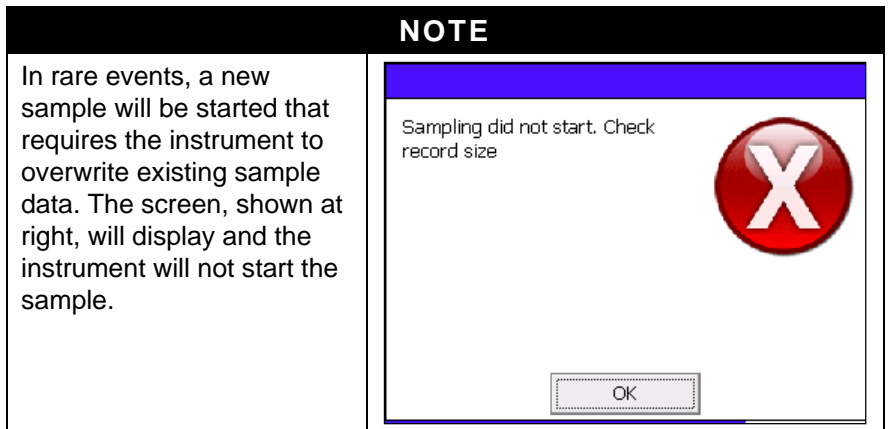 NOTE
In rare events, a new
sample will be started that
requires the instrument to
overwrite existing sample
data. The screen, shown at
right, will display and the
instrument will not start the
sample.
Sampling did not start. Check
record size
X
OK